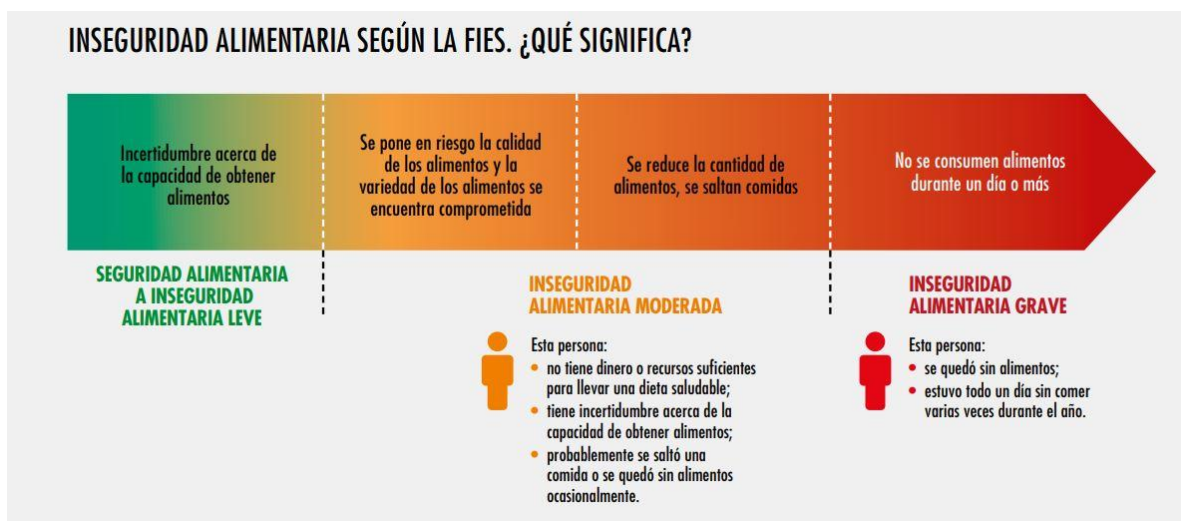 INSEGURIDAD ALIMENTARIA SEGÚN LA FIES. ¿QUÉ SIGNIFICA?
Incertidumbre acerca de
la capacidad de obtener
alimentos
Se pone en riesgo la calidad
de los alimentos y la
variedad de los alimentos se
encuentra comprometida
Se reduce la cantidad de
alimentos, se saltan comidas
No se consumen alimentos
durante un día o más
SEGURIDAD ALIMENTARIA
A INSEGURIDAD
ALIMENTARIA LEVE
INSEGURIDAD
ALIMENTARIA MODERADA
Esta persona:
• no tiene dinero o recursos suficientes
para llevar una dieta saludable;
• tiene incertidumbre acerca de la
capacidad de obtener alimentos;
• probablemente se saltó una
comida o se quedó sin alimentos
ocasionalmente.
INSEGURIDAD
ALIMENTARIA GRAVE
Esta persona:
• se quedó sin alimentos;
• estuvo todo un día sin comer
varias veces durante el año.